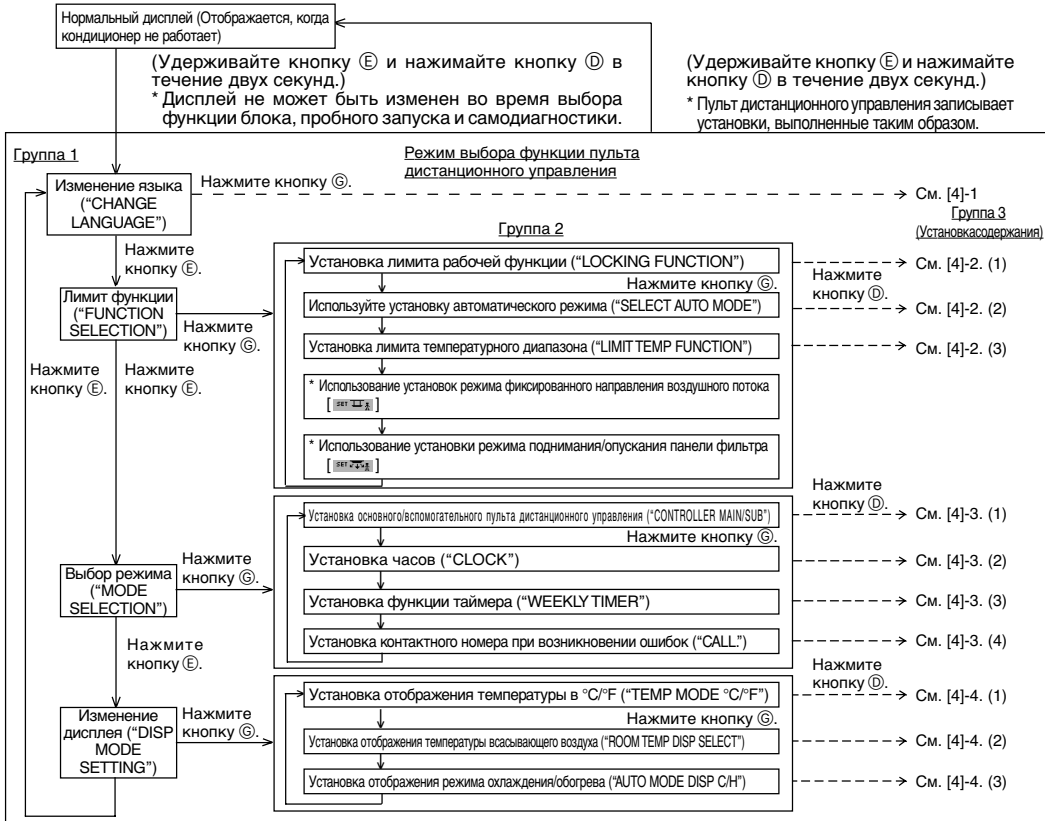 Нормальный дисплей (Отображается, когда
кондиционер не работает)
(Удерживайте кнопку Ⓔ и нажимайте кнопку Ⓓ в
течение двух секунд.)
* Дисплей не может быть изменен во время выбора
функции блока, пробного запуска и самодиагностики.
(Удерживайте кнопку Ⓔ и нажимайте
кнопку Ⓓ в течение двух секунд.)
* Пульт дистанционного управления записывает
установки, выполненные таким образом.
Группа 1
Режим выбора функции пульта
дистанционного управления
Изменение языка
(“CHANGE
LANGUAGE”)
Нажмите кнопку Ⓖ.
См. [4]-1
Группа 3
(Установкасодержания)
Группа 2
Нажмите
кнопку Ⓔ.
Лимит функции
(“FUNCTION
SELECTION”)
Нажмите
кнопку Ⓖ.
Установка лимита рабочей функции (“LOCKING FUNCTION”)
См. [4]-2. (1)
Нажмите кнопку Ⓖ.
Нажмите
кнопку Ⓓ.
Используйте установку автоматического режима (“SELECT AUTO MODE”)
См. [4]-2. (2)
Установка лимита температурного диапазона (“LIMIT TEMP FUNCTION”)
См. [4]-2. (3)
Нажмите
кнопку Ⓔ.
Нажмите
кнопку Ⓔ.
* Использование установок режима фиксированного направления воздушного потока
[ SET ]
* Использование установки режима поднимания/опускания панели фильтра
[ SET ]
Нажмите
кнопку Ⓓ.
Установка основного/вспомогательного пульта дистанционного управления (“CONTROLLER MAIN/SUB”)
См. [4]-3. (1)
Нажмите кнопку Ⓖ.
Выбор режима
(“MODE
SELECTION”)
Нажмите
кнопку Ⓖ.
Установка часов (“CLOCK”)
См. [4]-3. (2)
Установка функции таймера (“WEEKLY TIMER”)
См. [4]-3. (3)
Установка контактного номера при возникновении ошибок (“CALL.”)
См. [4]-3. (4)
Нажмите
кнопку Ⓔ.
Нажмите
кнопку Ⓓ.
Изменение
дисплея (“DISP
MODE
SETTING”)
Нажмите
кнопку Ⓖ.
Установка отображения температуры в °C/°F (“TEMP MODE °C/°F”)
См. [4]-4. (1)
Нажмите кнопку Ⓖ.
Установка отображения температуры всасывающего воздуха (“ROOM TEMP DISP SELECT”)
См. [4]-4. (2)
Установка отображения режима охлаждения/обогрева (“AUTO MODE DISP C/H”)
См. [4]-4. (3)